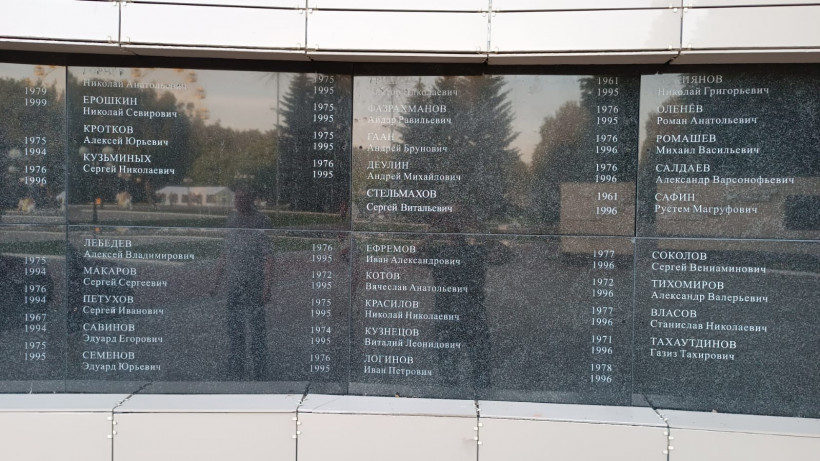 1979
1999
1975
1994
1976
1996
Николай Анатольевич
1975
1995
ЕРОШКИН
Николай Севирович
1975
1995
КРОТКОВ
Алексей Юрьевич
1975
1995
КУЗЬМИНЫХ
Сергей Николаевич
1976
1995
1961
1995
ФАЗРАХМАНОВ
Равильевич
1976
1995
ГААН
Андрей Брунович
1976
1995
ДЕУЛИН
Андрей Михайлович
1976
1996
СТЕЛЬМАХОВ
Сергей Витальевич
1961
1996
Николай Григорьевич
ОЛЕНЁВ
Роман Анатольевич
РОМАШЕВ
Михаил Васильевич
САЛДАЕВ
Александр Варсонофьевич
САФИН
Рустем Магруфович
1975
1994
1976
1994
1967
1994
1975
1995
ЛЕБЕДЕВ
Алексей Владимирович
1976
1995
МАКАРОВ
Сергей Сергеевич
1972
1995
ПЕТУХОВ
Сергей Иванович
1975
1995
САВИНОВ
Эдуард Егорович
1974
1995
СЕМЕНОВ
Эдуард Юрьевич
1976
1995
ЕФРЕМОВ
Иван Александрович
1977
1996
КОТОВ
Вячеслав Анатольевич
1972
1996
КРАСИЛОВ
Николай Николаевич
1977
1996
КУЗНЕЦОВ
Виталий Леонидович
1971
1996
ЛОГИНОВ
Иван Петрович
1978
1996
СОКОЛОВ
Сергей Вениаминович
ТИХОМИРОВ
Александр Валерьевич
ВЛАСОВ
Станислав Николаевич
ТАХАУТДИНОВ
Газиз Тахирович